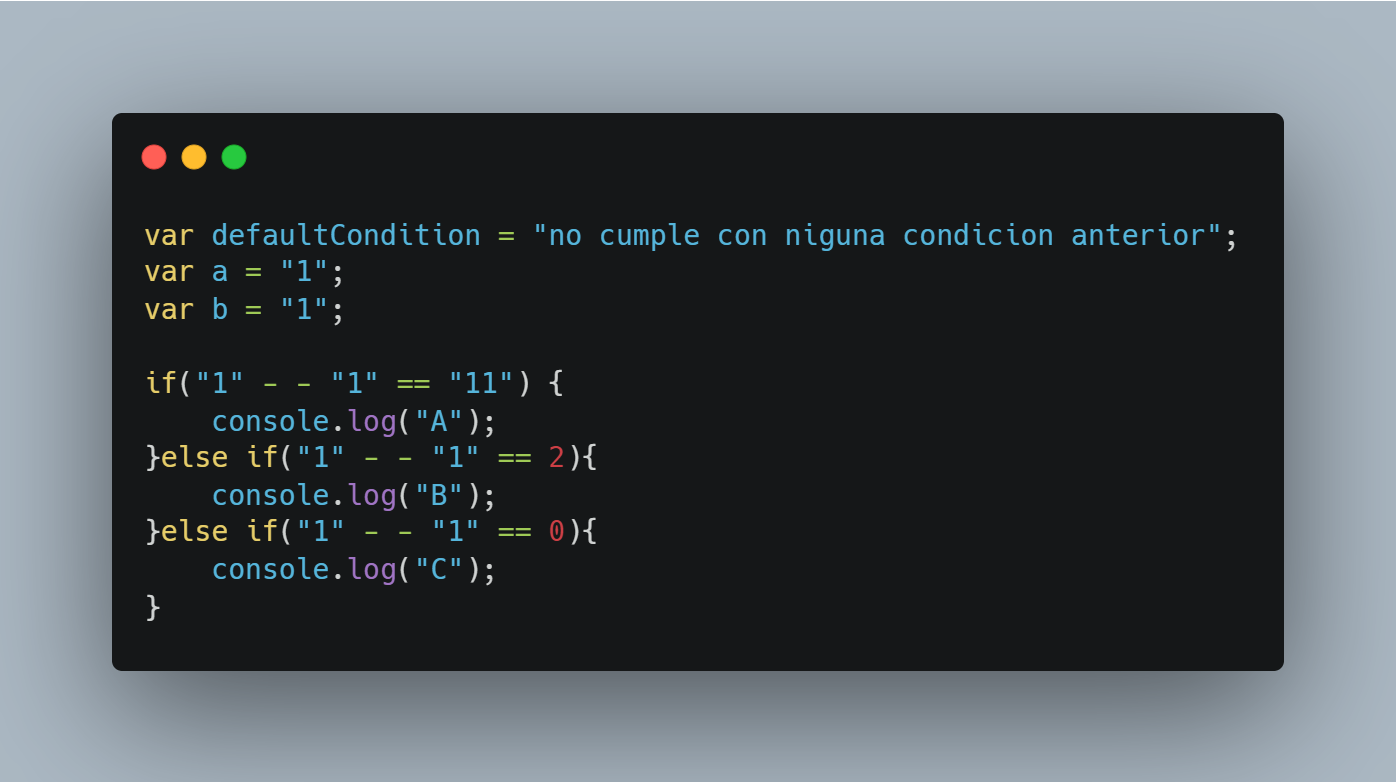 var defaultCondition = "no cumple con niguna condicion anterior";
var a = "1";
var b = "1";

if("1" - - "1" == "11") {
    console.log("A");
}else if("1" - - "1" == 2){
    console.log("B");
}else if("1" - - "1" == 0){
    console.log("C");
}